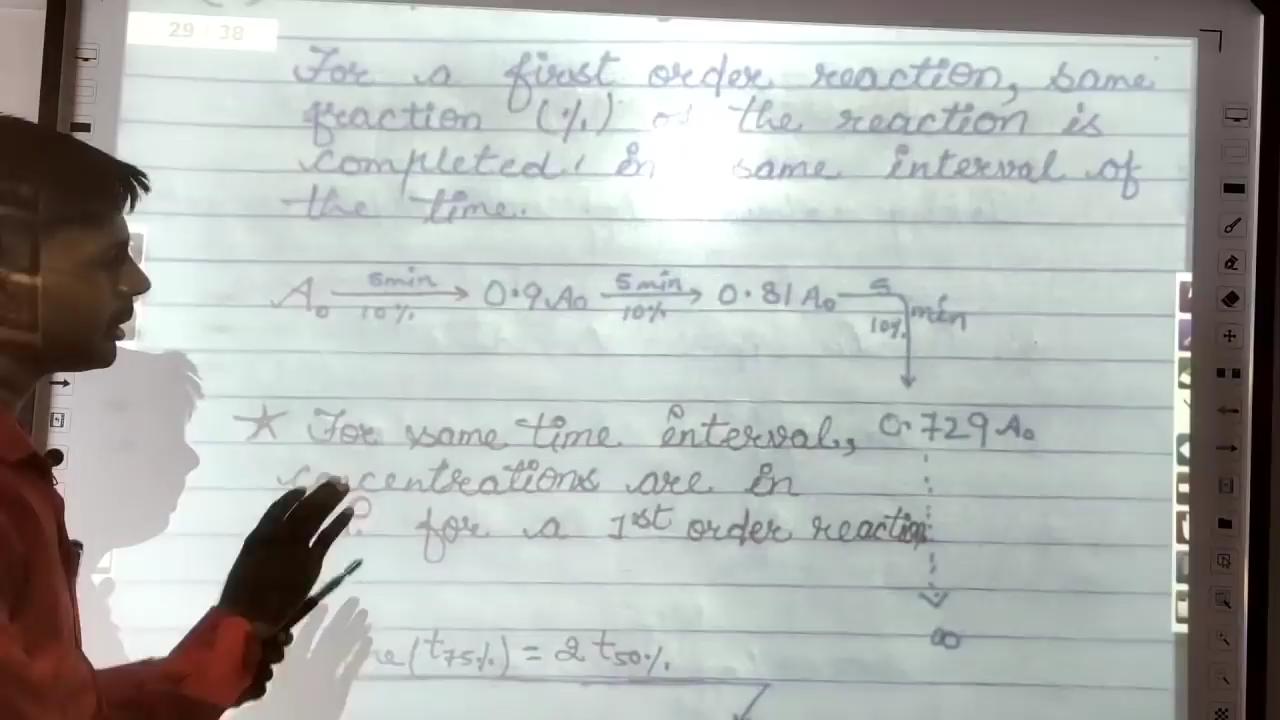 29 / 38
For a first order reaction, same
fraction (%) of the reaction is
completed in same interval of
the time.
A₀ —5min/10%→ 0.9A₀ —5min/10%→ 0.81A₀ —5 min/10%
↓
★ For same time interval, 0.729A₀
concentrations are in
for a 1st order reaction
∞
(t75%) = 2 t50%.